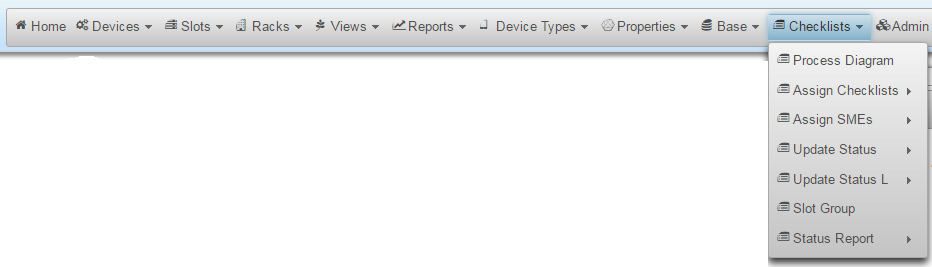 Home Devices Slots Racks Views Reports Device Types Properties Base Checklists Admin
Process Diagram
Assign Checklists
Assign SMEs
Update Status
Update Status L
Slot Group
Status Report